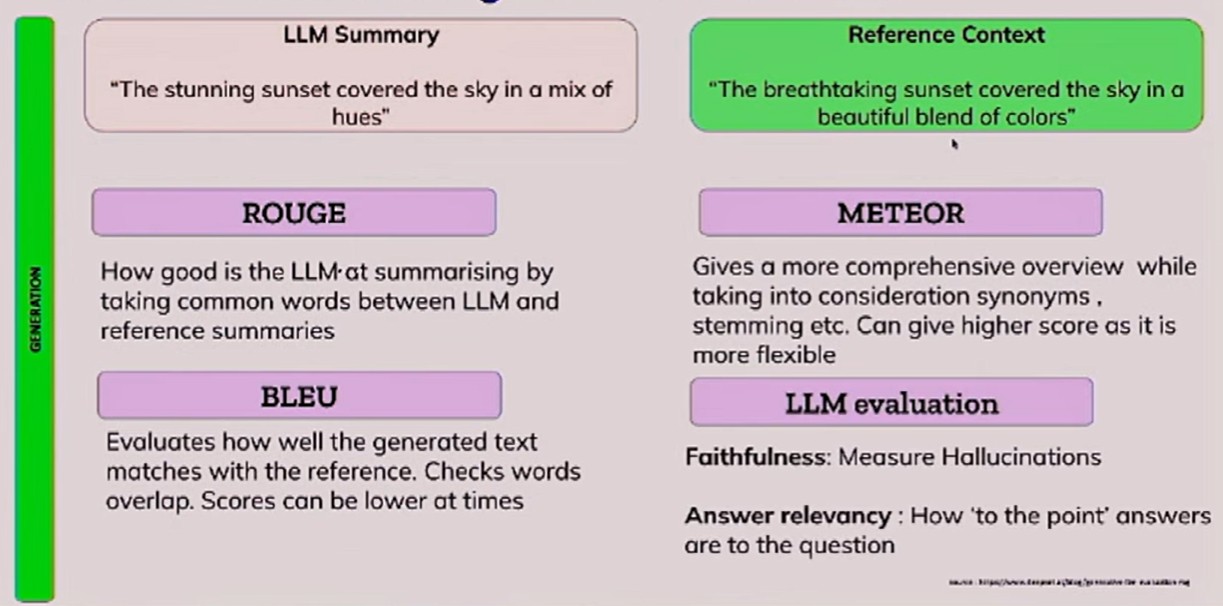 LLM Summary
“The stunning sunset covered the sky in a mix of
hues”
Reference Context
“The breathtaking sunset covered the sky in a
beautiful blend of colors”
GENERATION
ROUGE
How good is the LLM at summarising by
taking common words between LLM and
reference summaries
BLEU
Evaluates how well the generated text
matches with the reference. Checks words
overlap. Scores can be lower at times
METEOR
Gives a more comprehensive overview while
taking into consideration synonyms ,
stemming etc. Can give higher score as it is
more flexible
LLM evaluation
Faithfulness: Measure Hallucinations
Answer relevancy : How ‘to the point’ answers
are to the question
source :